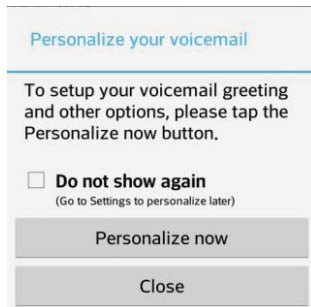 Personalize your voicemail
To setup your voicemail greeting
and other options, please tap the
Personalize now button.
Do not show again
(Go to Settings to personalize later)
Personalize now
Close